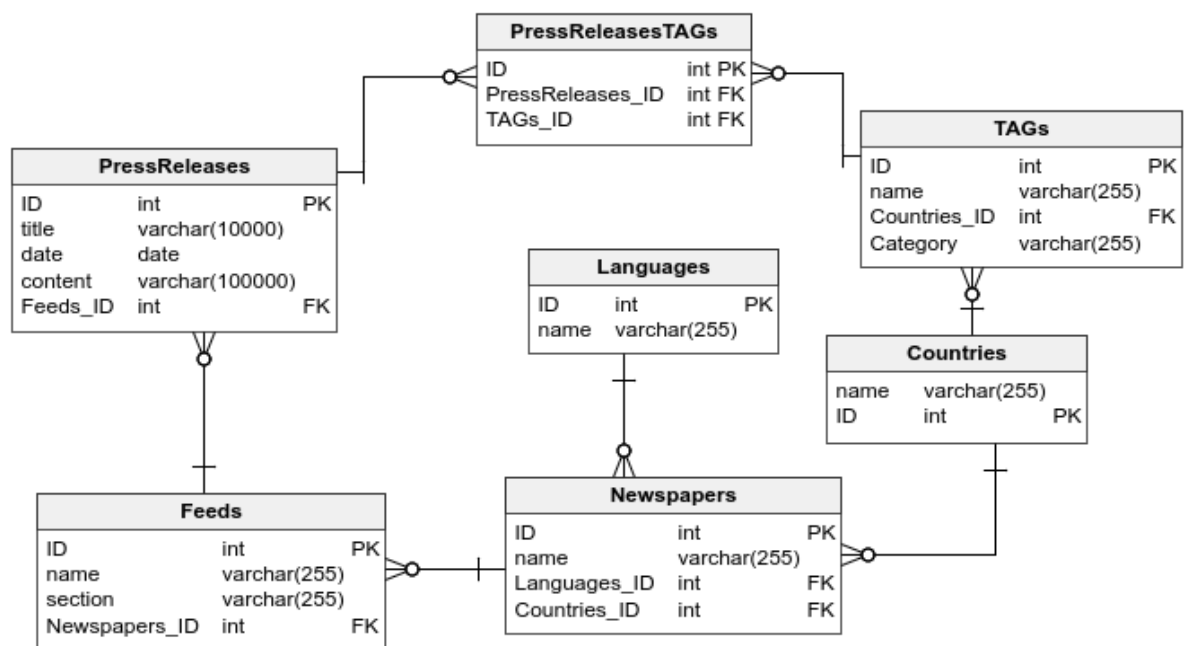 PressReleasesTAGs
ID int PK
PressReleases_ID int FK
TAGs_ID int FK
TAGs
ID int PK
name varchar(255)
Countries_ID int FK
Category varchar(255)
PressReleases
ID int PK
title varchar(10000)
date date
content varchar(100000)
Feeds_ID int FK
Languages
ID int PK
name varchar(255)
Countries
name varchar(255)
ID int PK
Feeds
ID int PK
name varchar(255)
section varchar(255)
Newspapers_ID int FK
Newspapers
ID int PK
name varchar(255)
Languages_ID int FK
Countries_ID int FK